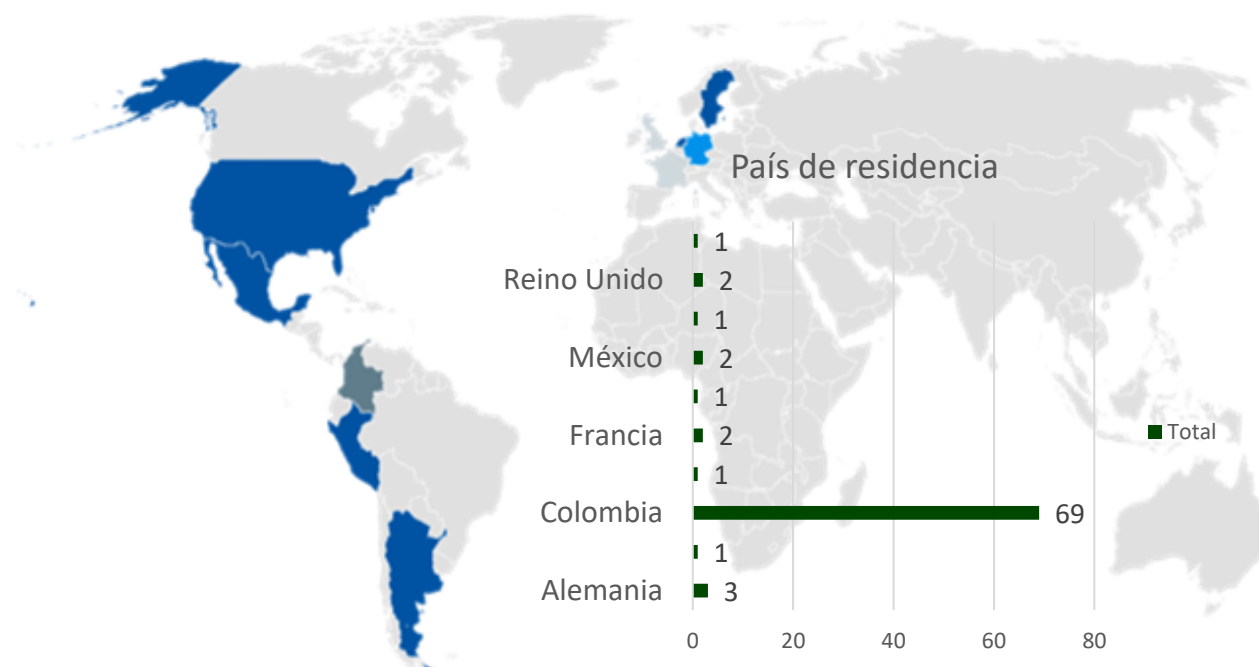 País de residencia
1
Reino Unido 2
1
México 2
1
Francia 2
1
Colombia 69
1
Alemania 3
0 20 40 60 80
Total